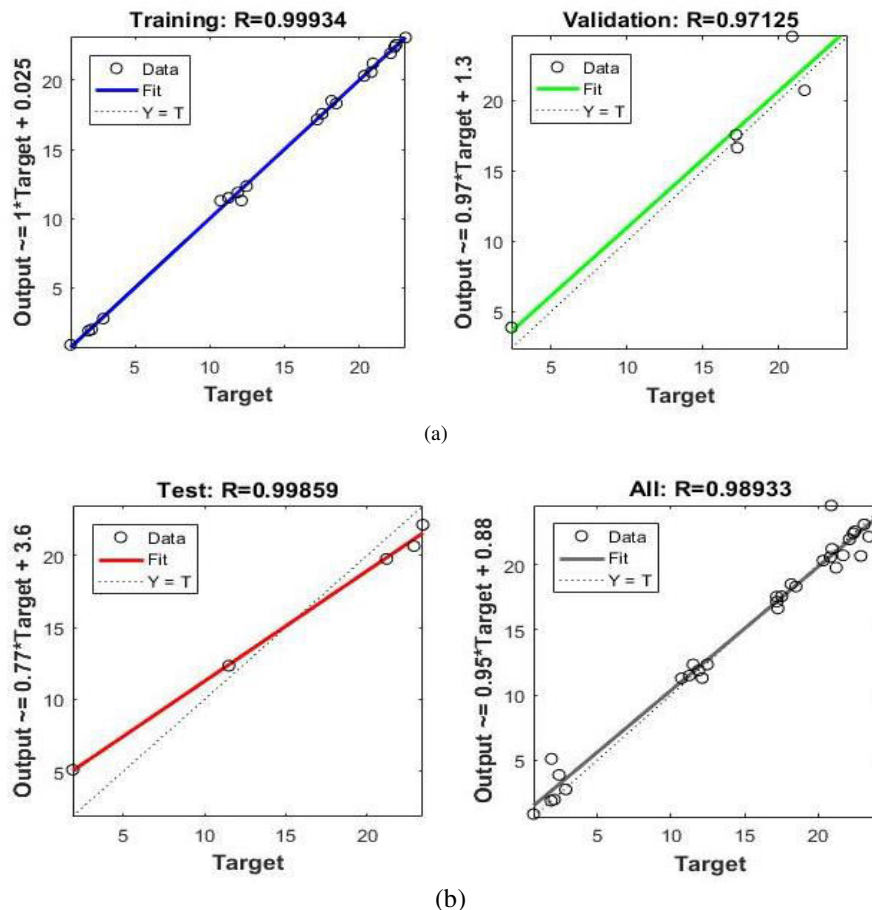 Training: R=0.99934
Output ~= 1*Target + 0.025
Data
Fit
Y = T
5
10
15
20
5
10
15
20
Target
Validation: R=0.97125
Output ~= 0.97*Target + 1.3
Data
Fit
Y = T
5
10
15
20
5
10
15
20
Target
(a)
Test: R=0.99859
Output ~= 0.77*Target + 3.6
Data
Fit
Y = T
5
10
15
20
5
10
15
20
Target
All: R=0.98933
Output ~= 0.95*Target + 0.88
Data
Fit
Y = T
5
10
15
20
5
10
15
20
Target
(b)